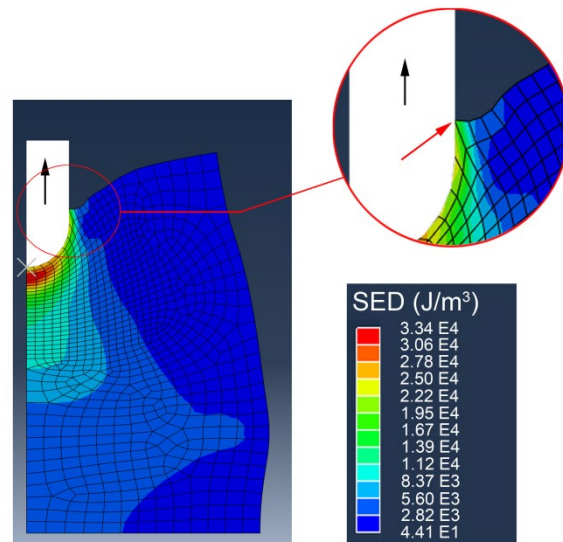 SED (J/m³)
3.34 E4
3.06 E4
2.78 E4
2.50 E4
2.22 E4
1.95 E4
1.67 E4
1.39 E4
1.12 E4
8.37 E3
5.60 E3
2.82 E3
4.41 E1